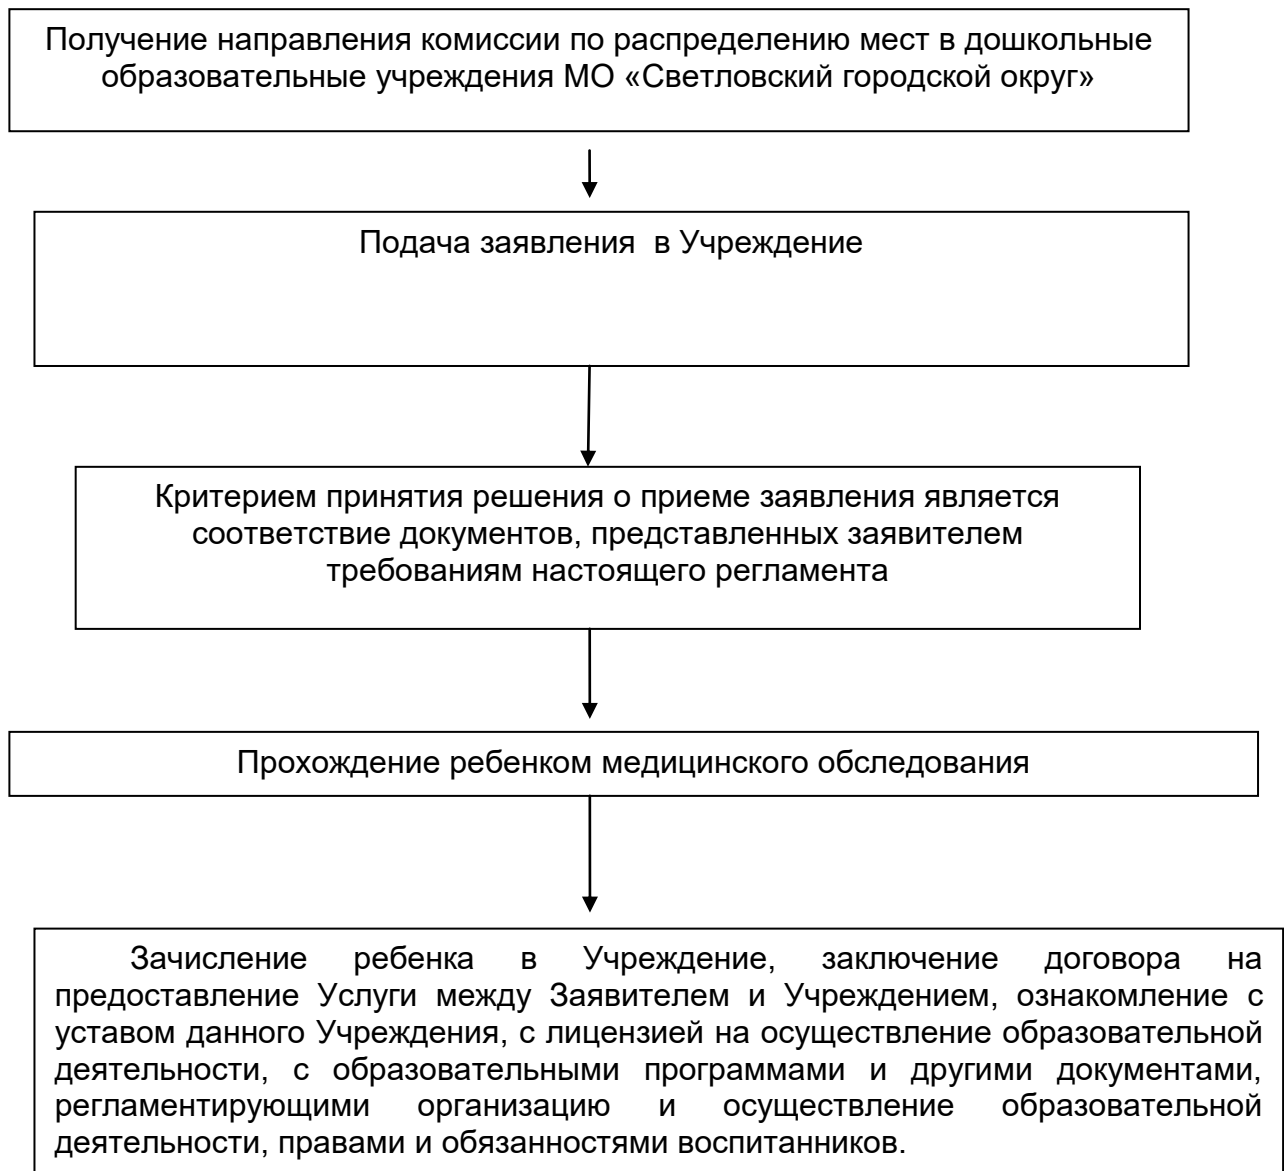 Получение направления комиссии по распределению мест в дошкольные
образовательные учреждения МО «Светловский городской округ»
Подача заявления  в Учреждение
Критерием принятия решения о приеме заявления является
соответствие документов, представленных заявителем
требованиям настоящего регламента
Прохождение ребенком медицинского обследования
Зачисление ребенка в Учреждение, заключение договора на
предоставление Услуги между Заявителем и Учреждением, ознакомление с
уставом данного Учреждения, с лицензией на осуществление образовательной
деятельности, с образовательными программами и другими документами,
регламентирующими организацию и осуществление образовательной
деятельности, правами и обязанностями воспитанников.